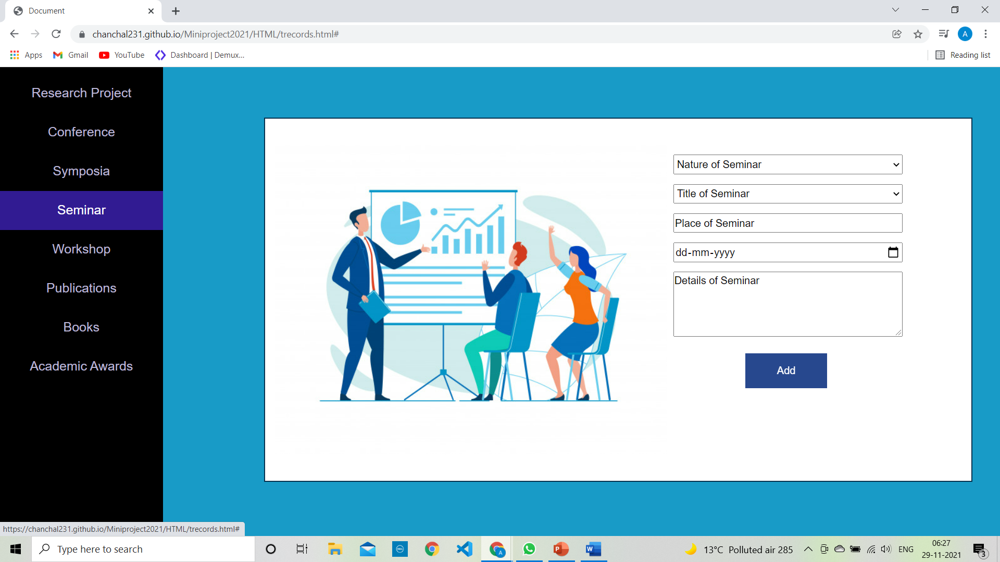 Document
chanchal231.github.io/Miniproject2021/HTML/trecords.html#
A
Apps
Gmail
YouTube
Dashboard | Demux...
Reading list
Research Project
Conference
Symposia
Seminar
Workshop
Publications
Books
Academic Awards
Nature of Seminar
Title of Seminar
Place of Seminar
dd-mm-yyyy
Details of Seminar
Add
https://chanchal231.github.io/Miniproject2021/HTML/trecords.html#
Type here to search
DELL
A
P
W
13°C Polluted air 285
ENG
06:27
29-11-2021
3